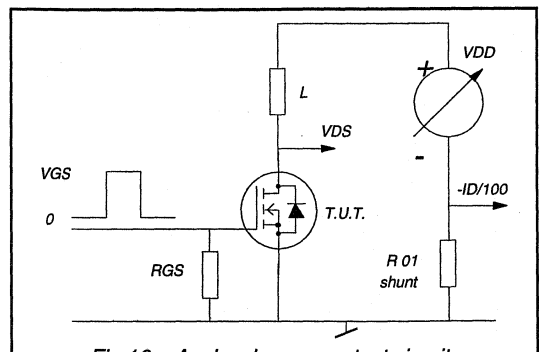 VDD
+
L
VDS
-
VGS
-ID/100
0
T.U.T.
RGS
R 01
shunt